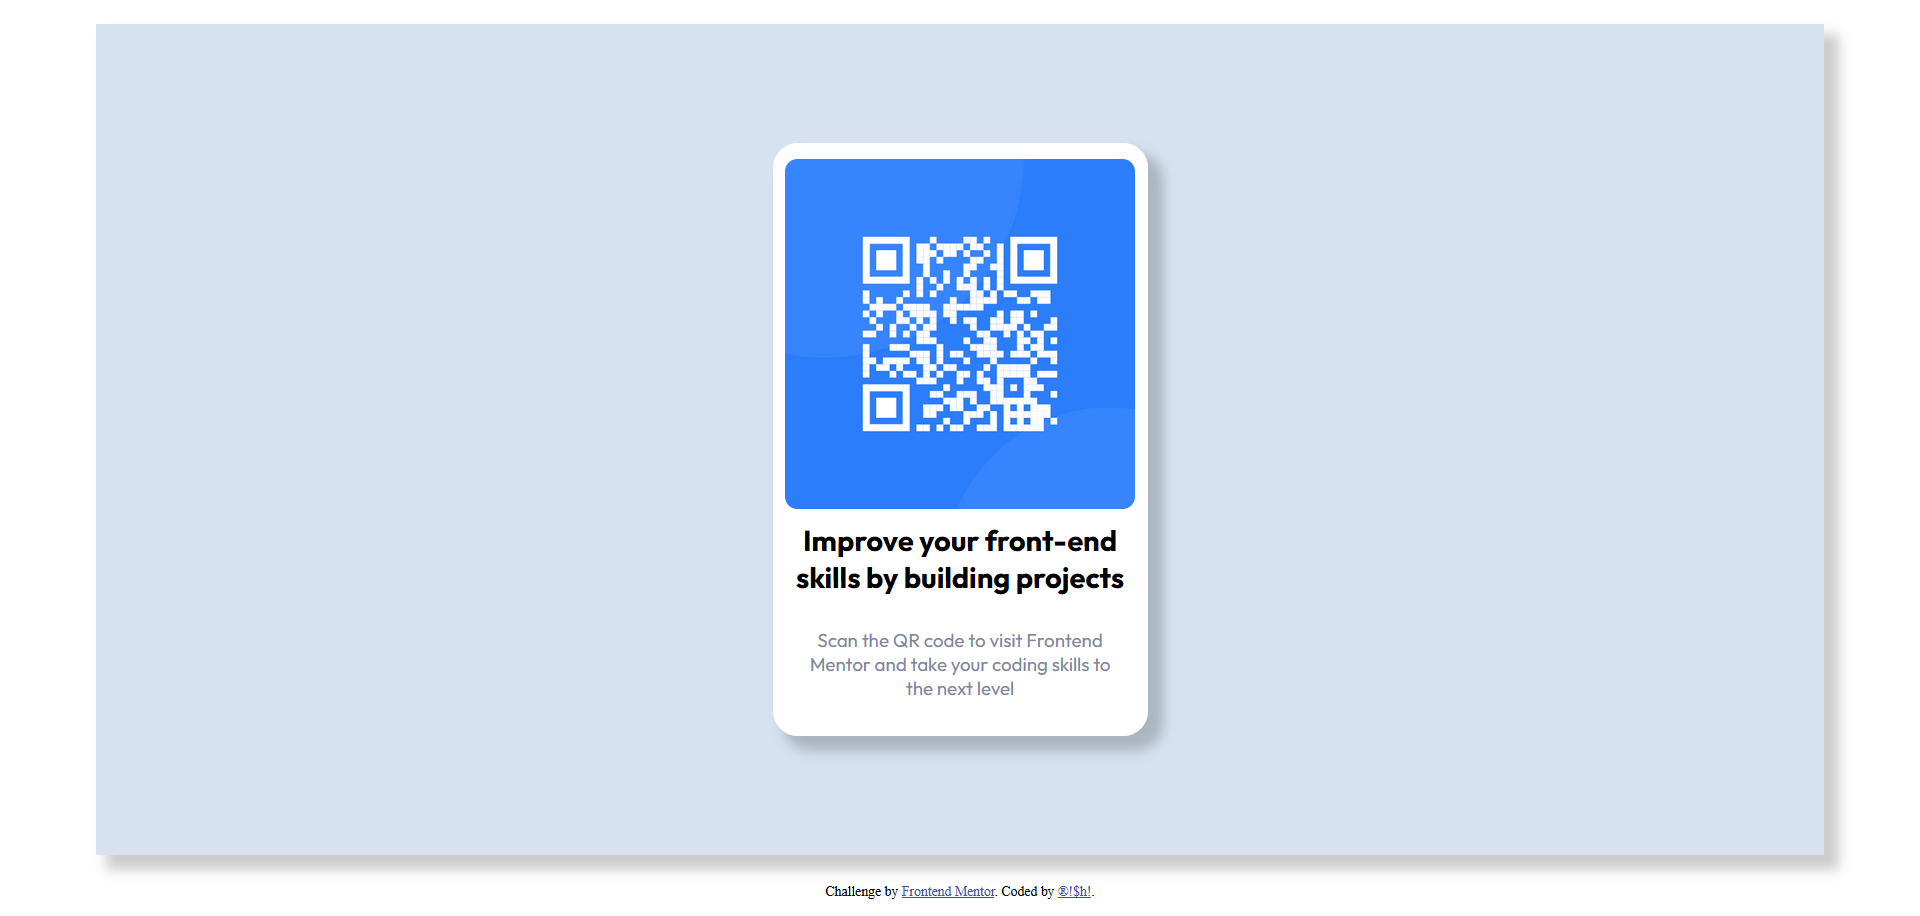 Improve your front-end
skills by building projects
Scan the QR code to visit Frontend
Mentor and take your coding skills to
the next level
Challenge by Frontend Mentor. Coded by ®!$h!.